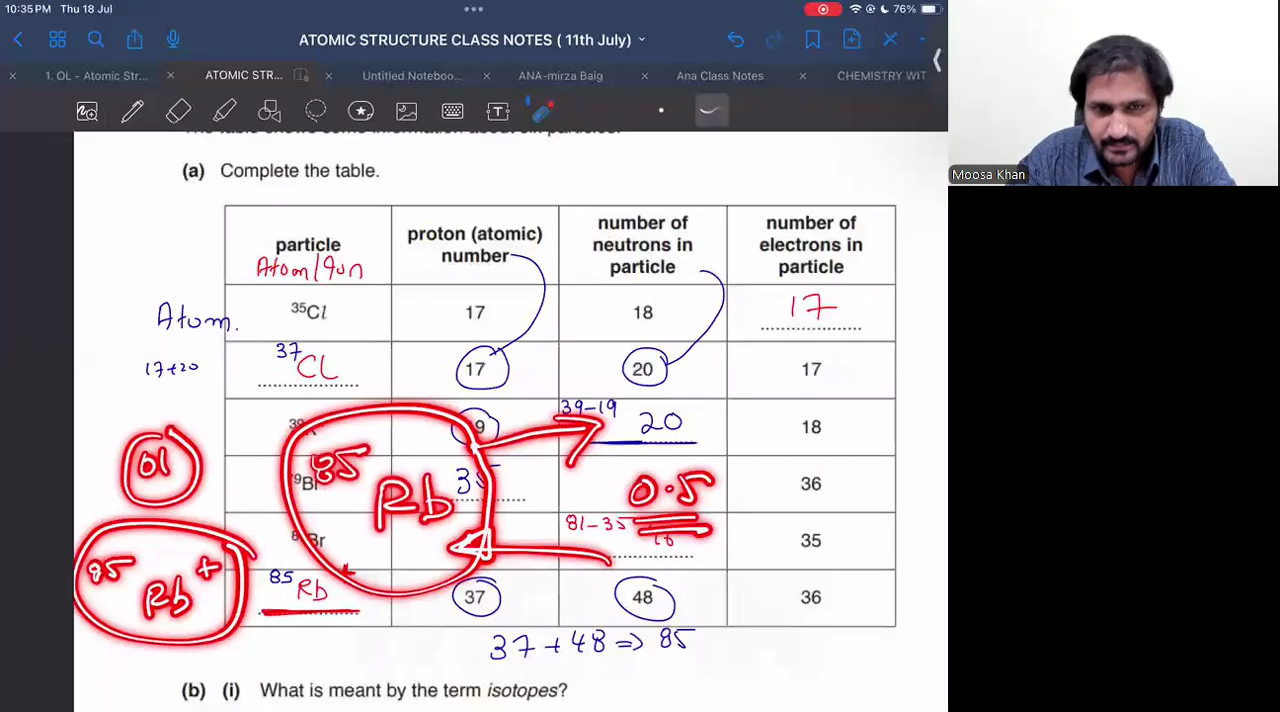 10:35 PM Thu 18 Jul
76%
ATOMIC STRUCTURE CLASS NOTES ( 11th July)
1. OL - Atomic Str...
ATOMIC STR...
Untitled Noteboo...
ANA-mirza Baig
Ana Class Notes
CHEMISTRY WIT
Moosa Khan
(a) Complete the table.
particle
Atom/Ion
proton (atomic) number
number of neutrons in particle
number of electrons in particle
Atom.
35Cl
17
18
17
17+20
37 CL
17
20
17
39-19
20
18
01
85 Rb
0.5
36
81-35
35
85 Rb+
85 Rb+
37
48
36
37 + 48 ⇒ 85
(b) (i) What is meant by the term isotopes?